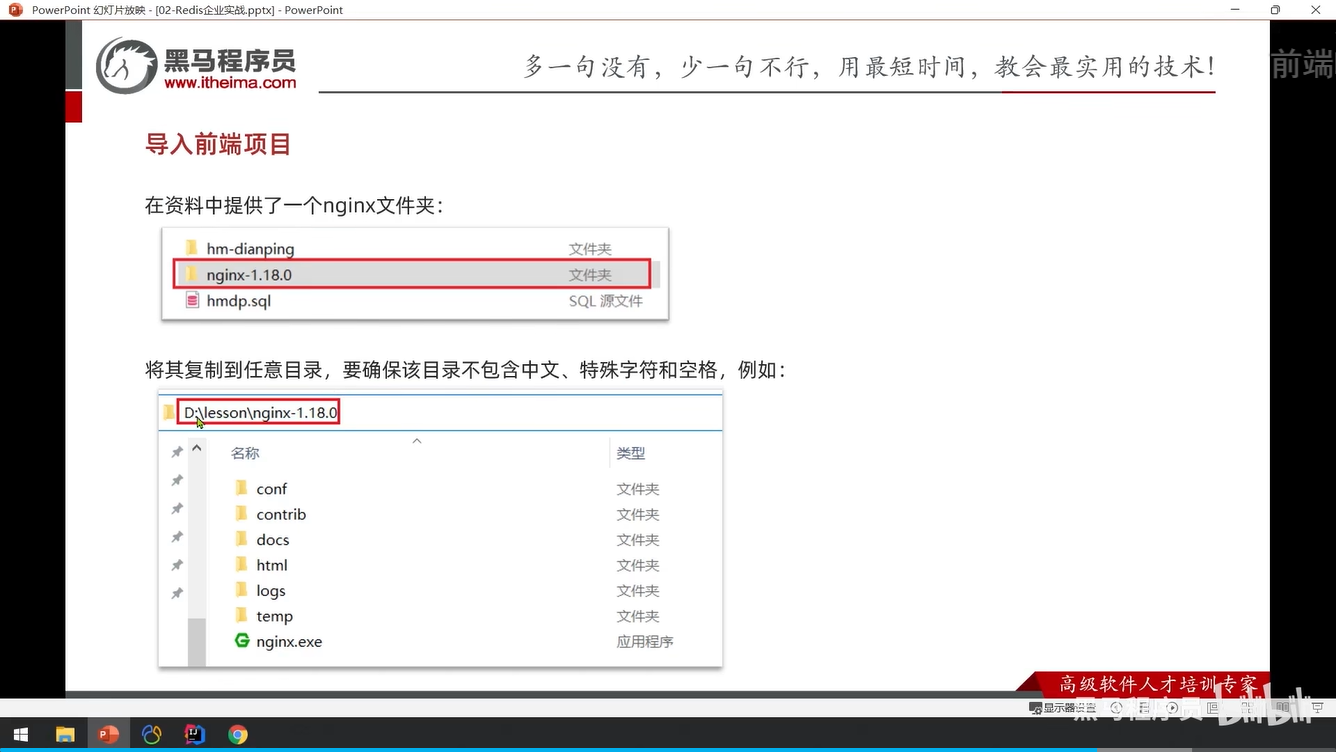 PowerPoint 幻灯片放映 - [02-Redis企业实战.pptx] - PowerPoint
黑马程序员
www.itheima.com
多一句没有，少一句不行，用最短时间，教会最实用的技术！
前端
导入前端项目
在资料中提供了一个nginx文件夹：
hm-dianping 文件夹
nginx-1.18.0 文件夹
hmdp.sql SQL 源文件
将其复制到任意目录，要确保该目录不包含中文、特殊字符和空格，例如：
D:\lesson\nginx-1.18.0
名称 类型
conf 文件夹
contrib 文件夹
docs 文件夹
html 文件夹
logs 文件夹
temp 文件夹
nginx.exe 应用程序
高级软件人才培训专家
显示器设置
黑马程序员 bilibili